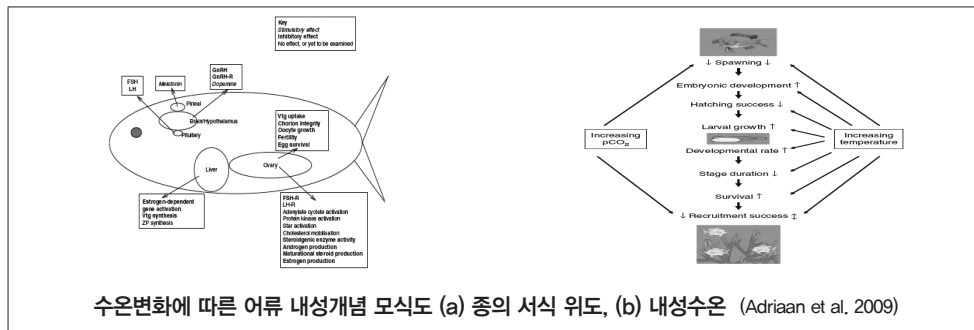 Key
Stimulatory effect
Inhibitory effect
No effect, or yet to be examined
FSH
LH
Melatonin
GnRH
GnRH-R
Dopamine
Pineal
Brain/Hypothalamus
Pituitary
Liver
Ovary
Vtg uptake
Chorion integrity
Oocyte growth
Fertility
Egg survival
Estrogen-dependent
gene activation
Vtg synthesis
ZP synthesis
FSH-R
LH-R
Adenylate cyclate activation
Protein kinase activation
Star activation
Cholesterol mobilisation
Steroidgenic enzyme activity
Androgen production
Maturational steroid production
Estrogen production
↓ Spawning ↓
Embryonic development ↑
Hatching success ↓
Larval growth ↑
Developmental rate ↑
Stage duration ↓
Survival ↑
↓ Recruitment success ↕
Increasing
pCO₂
Increasing
temperature
수온변화에 따른 어류 내성개념 모식도 (a) 종의 서식 위도, (b) 내성수온 (Adriaan et al. 2009)